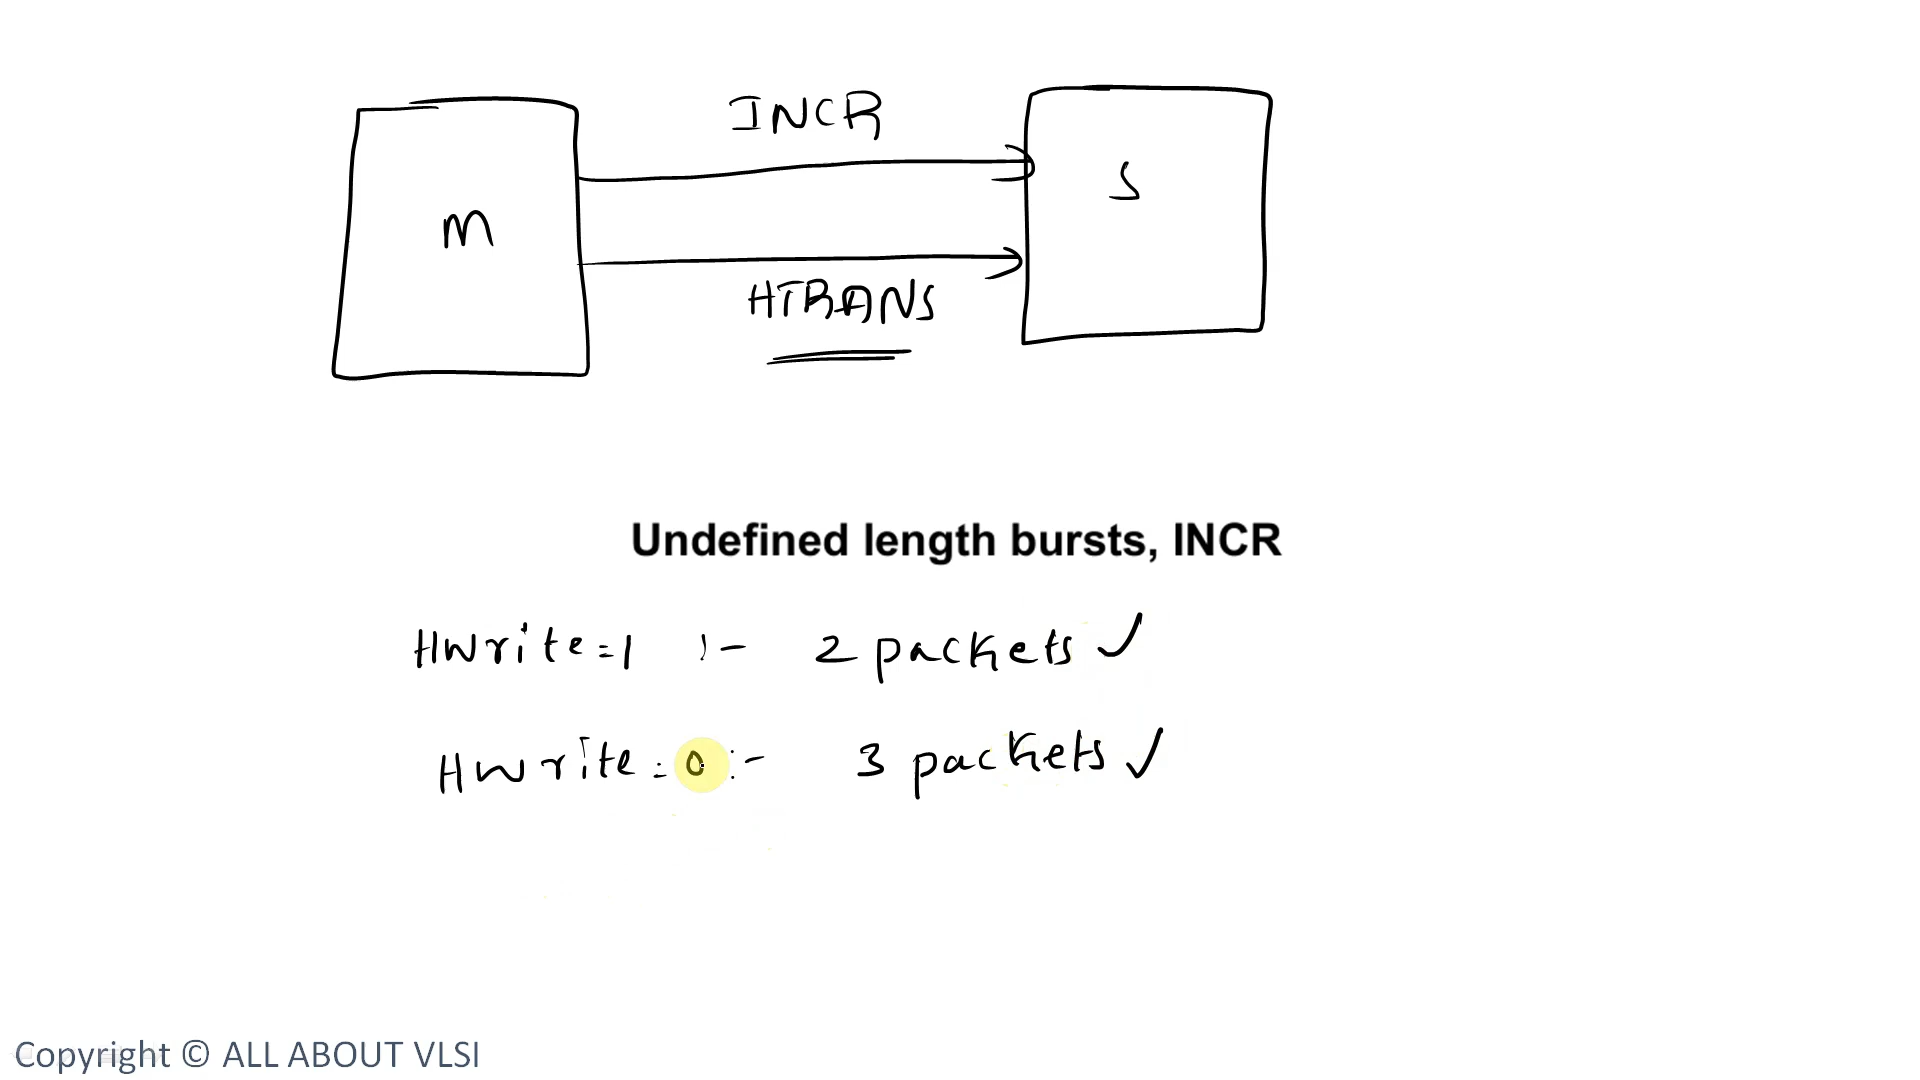 INCR
M
S
HTRANS
Undefined length bursts, INCR
Hwrite=1 :- 2 packets ✓
Hwrite=0 :- 3 packets ✓
Copyright © ALL ABOUT VLSI